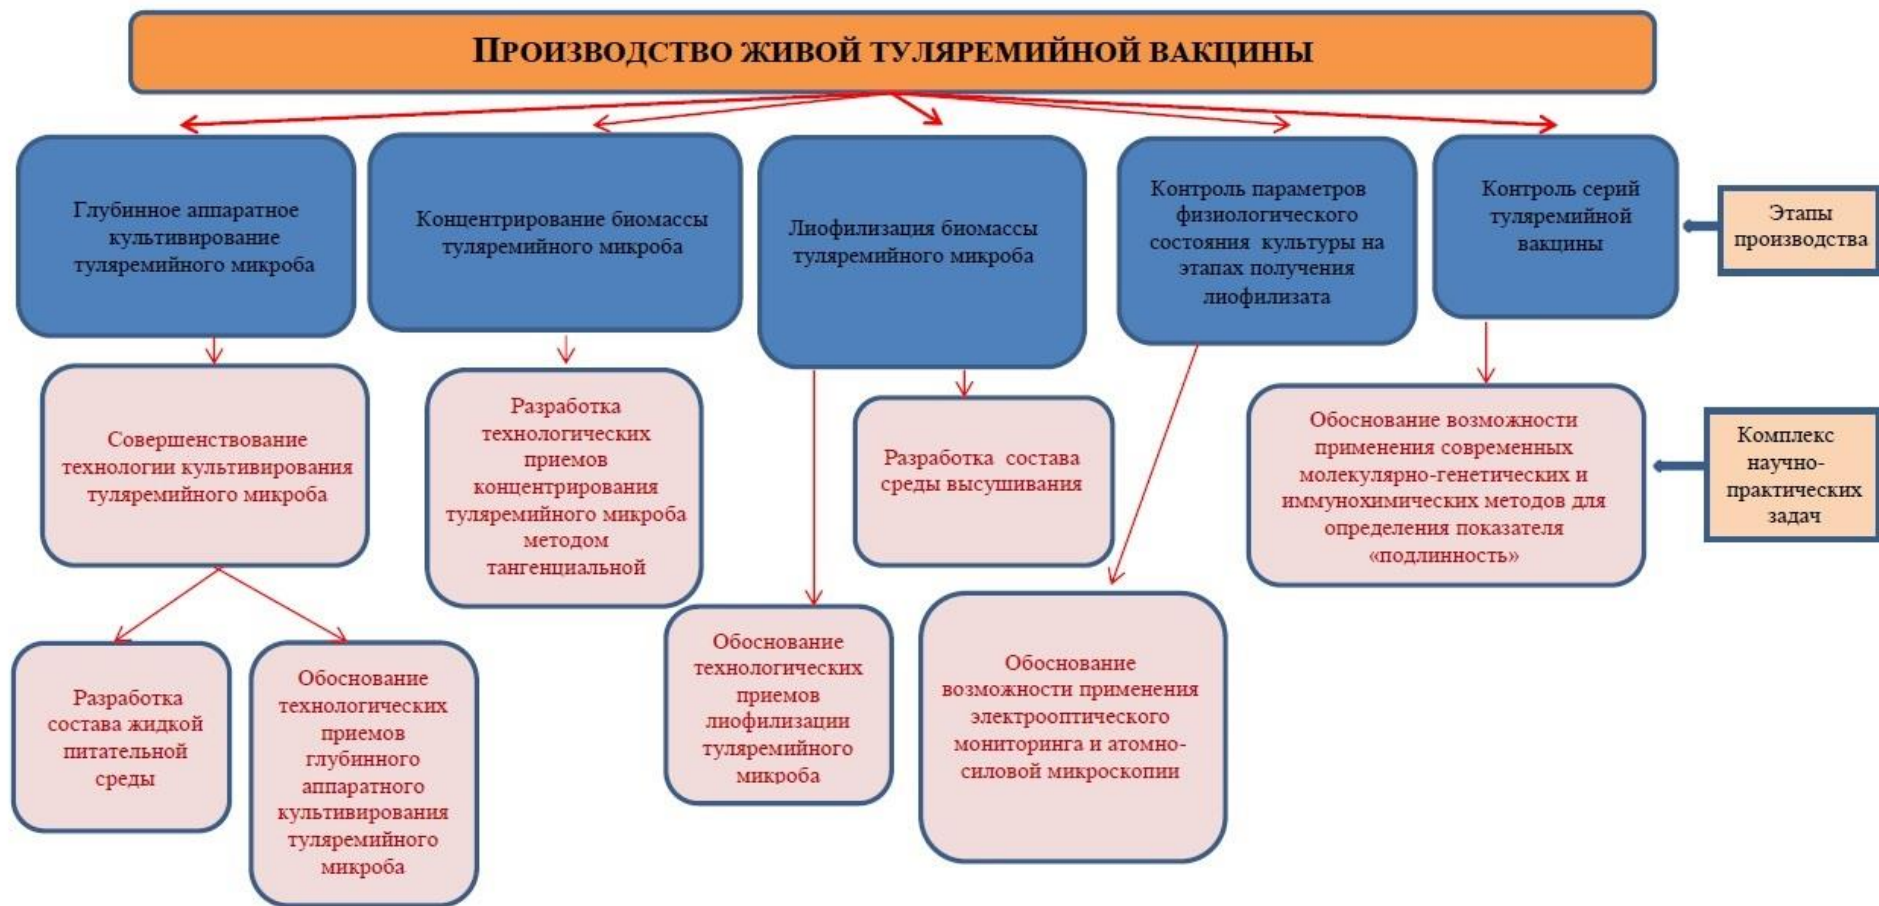 ПРОИЗВОДСТВО ЖИВОЙ ТУЛЯРЕМИЙНОЙ ВАКЦИНЫ
Глубинное аппаратное
культивирование
туляремийного микроба
Концентрирование биомассы
туляремийного микроба
Лиофилизация биомассы
туляремийного микроба
Контроль параметров
физиологического
состояния культуры на
этапах получения
лиофилизата
Контроль серий
туляремийной
вакцины
Этапы
производства
Совершенствование
технологии культивирования
туляремийного микроба
Разработка
технологических
приемов
концентрирования
туляремийного микроба
методом
тангенциальной
Разработка состава
среды высушивания
Обоснование возможности
применения современных
молекулярно-генетических и
иммунохимических методов для
определения показателя
«подлинность»
Комплекс
научно-
практических
задач
Разработка
состава жидкой
питательной
среды
Обоснование
технологических
приемов
глубинного
аппаратного
культивирования
туляремийного
микроба
Обоснование
технологических
приемов
лиофилизации
туляремийного
микроба
Обоснование
возможности применения
электрооптического
мониторинга и атомно-
силовой микроскопии